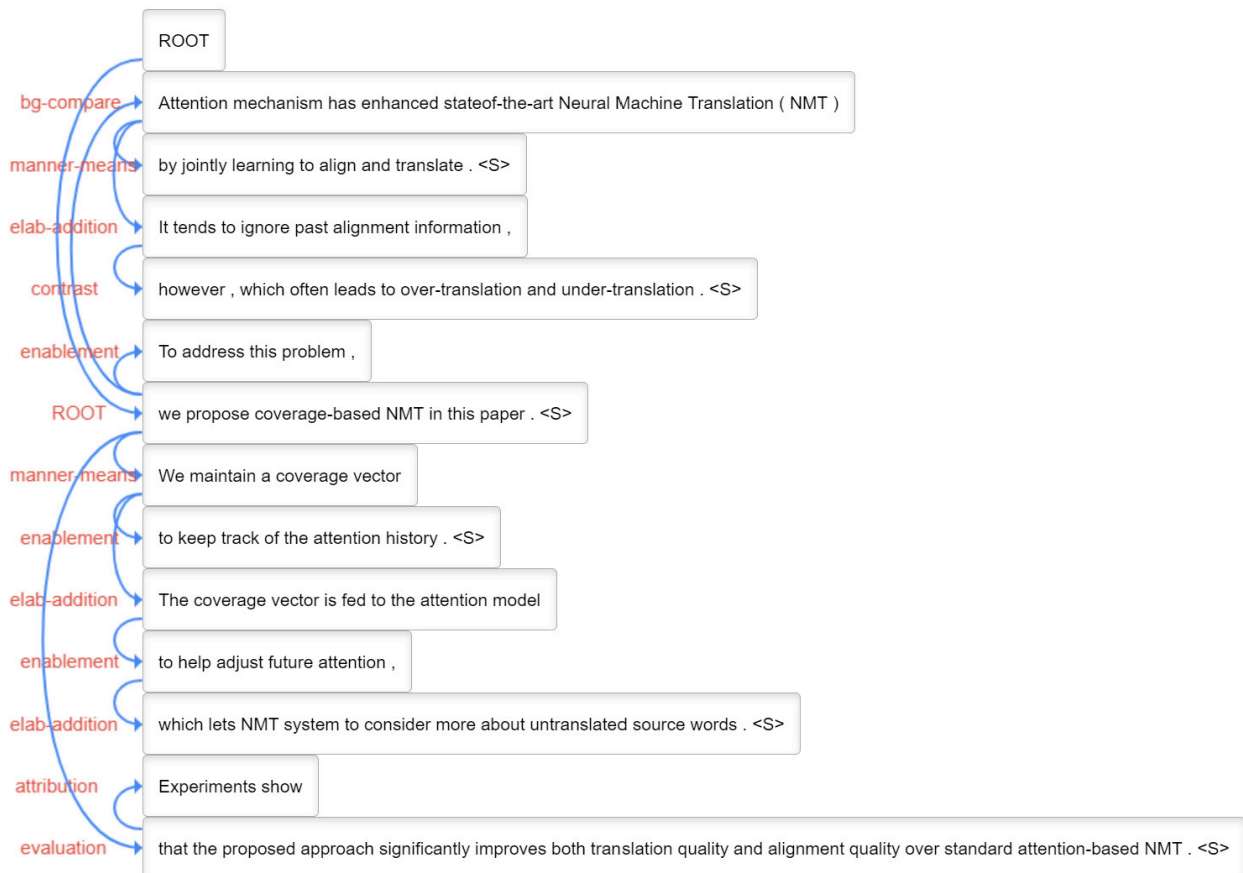 ROOT
bg-compare Attention mechanism has enhanced stateof-the-art Neural Machine Translation ( NMT )
manner-means by jointly learning to align and translate . <S>
elab-addition It tends to ignore past alignment information ,
contrast however , which often leads to over-translation and under-translation . <S>
enablement To address this problem ,
ROOT we propose coverage-based NMT in this paper . <S>
manner-means We maintain a coverage vector
enablement to keep track of the attention history . <S>
elab-addition The coverage vector is fed to the attention model
enablement to help adjust future attention ,
elab-addition which lets NMT system to consider more about untranslated source words . <S>
attribution Experiments show
evaluation that the proposed approach significantly improves both translation quality and alignment quality over standard attention-based NMT . <S>